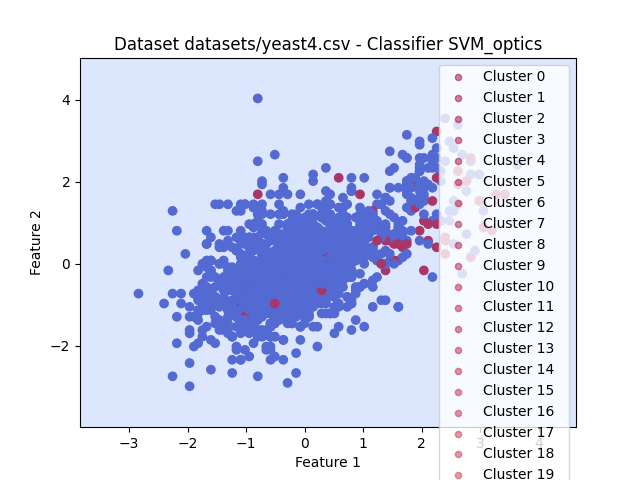 Dataset datasets/yeast4.csv - Classifier SVM_optics
Feature 2
4
2
0
−2
−3
−2
−1
0
1
2
3
4
Feature 1
Cluster 0
Cluster 1
Cluster 2
Cluster 3
Cluster 4
Cluster 5
Cluster 6
Cluster 7
Cluster 8
Cluster 9
Cluster 10
Cluster 11
Cluster 12
Cluster 13
Cluster 14
Cluster 15
Cluster 16
Cluster 17
Cluster 18
Cluster 19